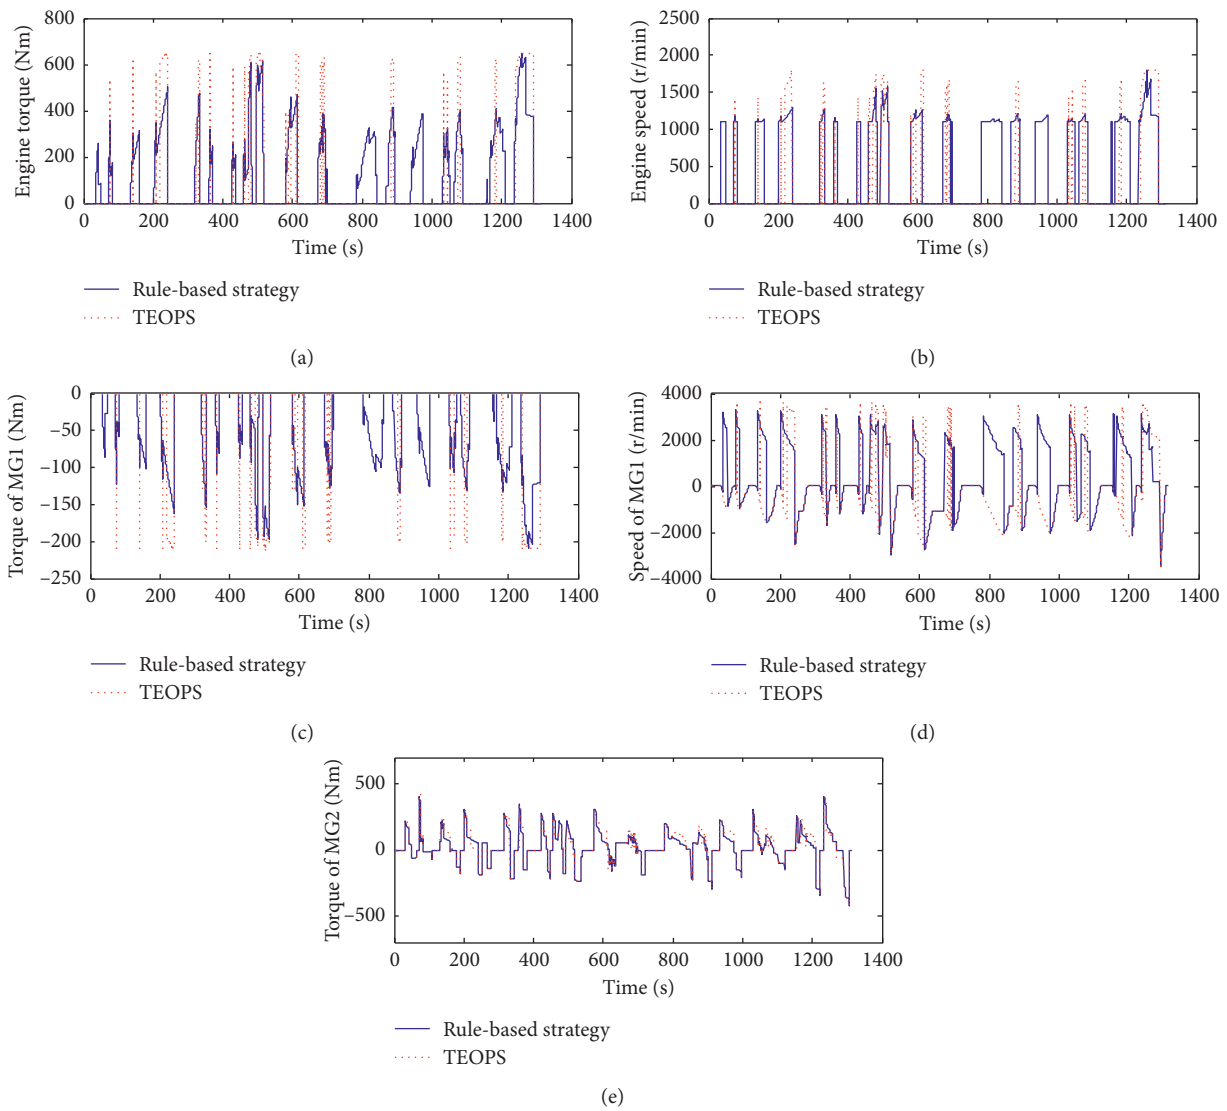 Engine torque (Nm)
800
600
400
200
0
0 200 400 600 800 1000 1200 1400
Time (s)
Rule-based strategy
TEOPS
(a)
Engine speed (r/min)
2500
2000
1500
1000
500
0
0 200 400 600 800 1000 1200 1400
Time (s)
Rule-based strategy
TEOPS
(b)
Torque of MG1 (Nm)
0
−50
−100
−150
−200
−250
0 200 400 600 800 1000 1200 1400
Time (s)
Rule-based strategy
TEOPS
(c)
Speed of MG1 (r/min)
4000
2000
0
−2000
−4000
0 200 400 600 800 1000 1200 1400
Time (s)
Rule-based strategy
TEOPS
(d)
Torque of MG2 (Nm)
500
0
−500
0 200 400 600 800 1000 1200 1400
Time (s)
Rule-based strategy
TEOPS
(e)